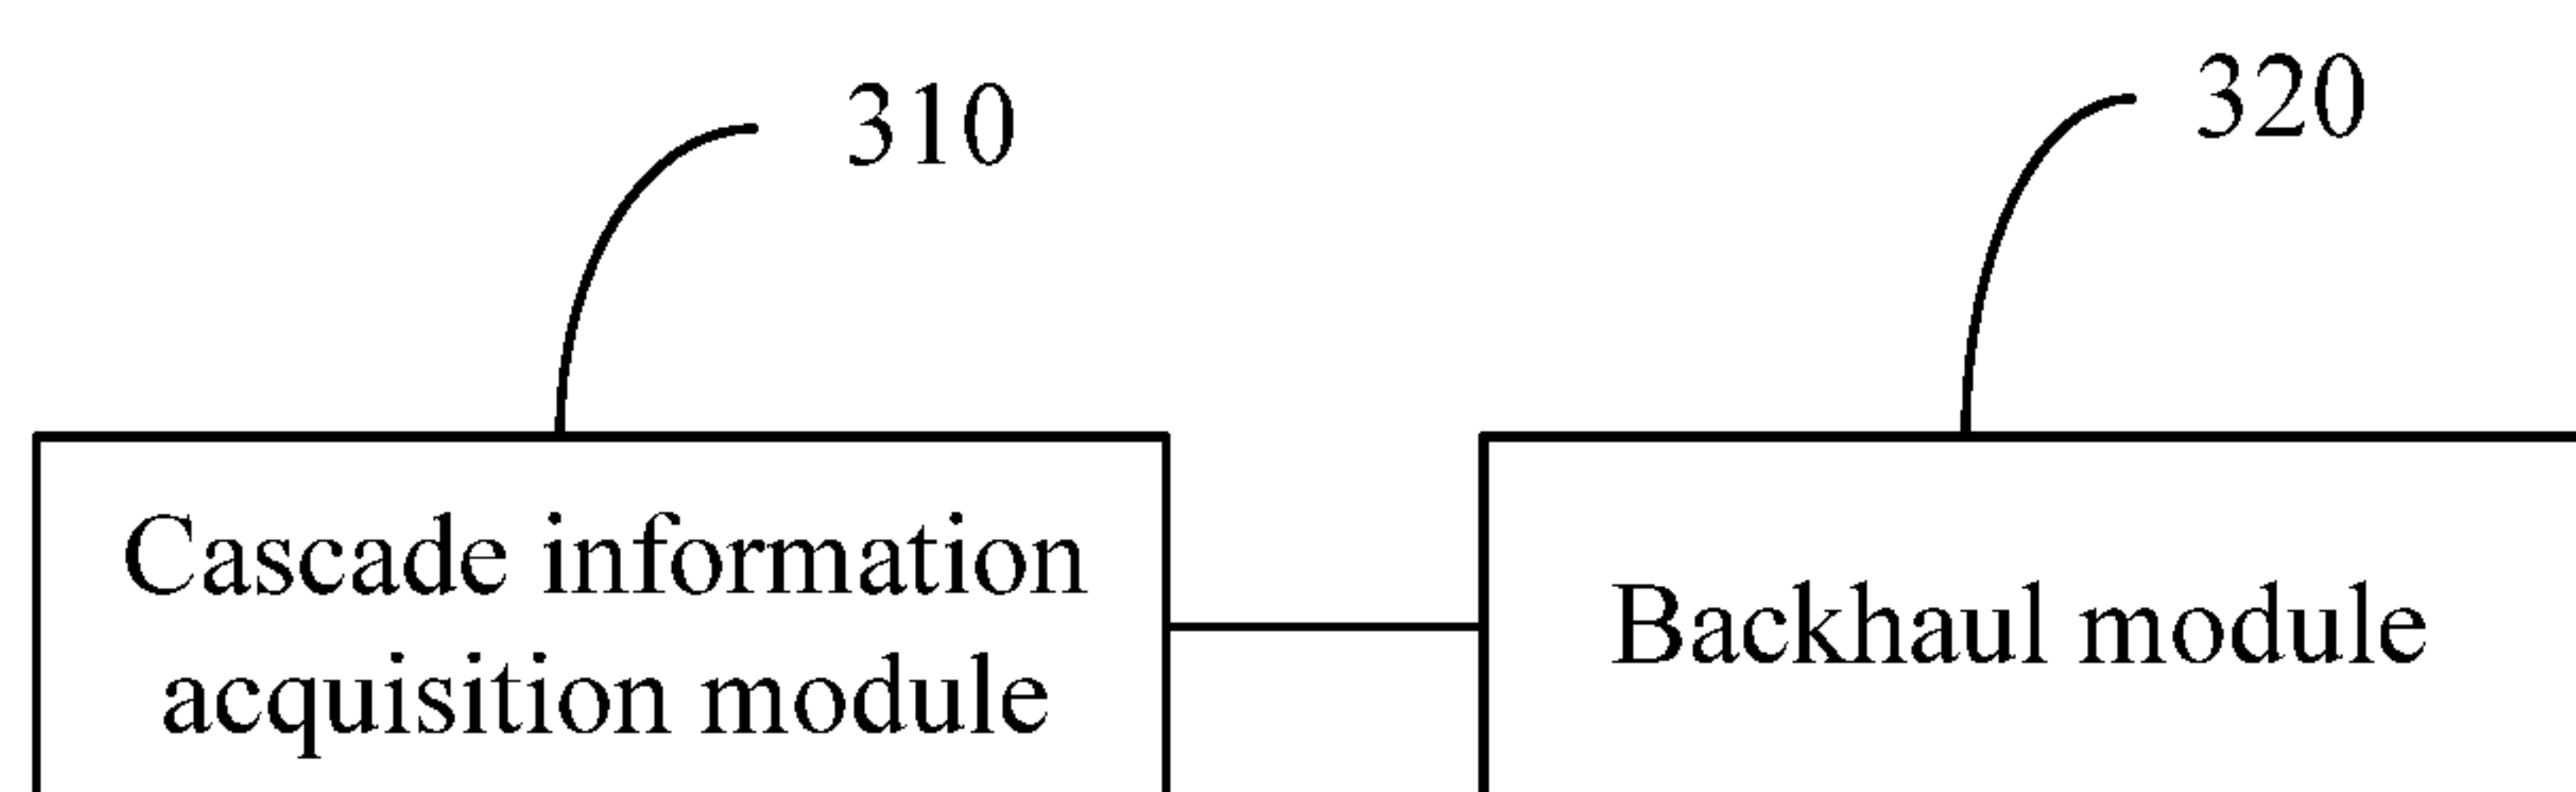 310
320
Cascade information
acquisition module
Backhaul module